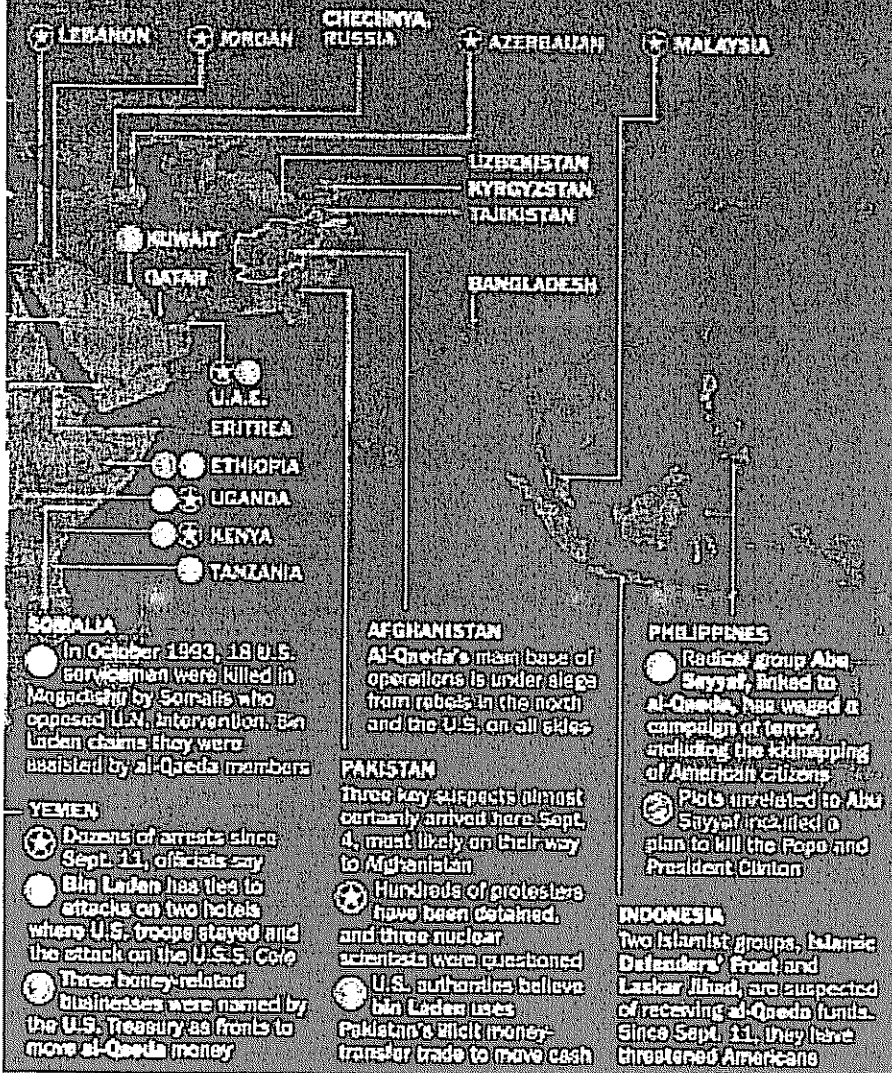 LEBANON
JORDAN
CHECHNYA,
RUSSIA
AZERBAIJAN
MALAYSIA
UZBEKISTAN
KYRGYZSTAN
TAJIKISTAN
KUWAIT
QATAR
BANGLADESH
U.A.E.
ERITREA
ETHIOPIA
UGANDA
KENYA
TANZANIA
SOMALIA
In October 1993, 18 U.S.
servicemen were killed in
Mogadishu by Somalis who
opposed U.N. intervention. Bin
Laden claims they were
assisted by al-Qaeda members
YEMEN
Dozens of arrests since
Sept. 11, officials say
Bin Laden has ties to
attacks on two hotels
where U.S. troops stayed and
the attack on the U.S.S. Cole
Three honey-related
businesses were named by
the U.S. Treasury as fronts to
move al-Qaeda money
AFGHANISTAN
Al-Qaeda's main base of
operations is under siege
from rebels in the north
and the U.S. on all sides
PAKISTAN
Three key suspects almost
certainly arrived here Sept.
4, most likely on their way
to Afghanistan
Hundreds of protesters
have been detained,
and three nuclear
scientists were questioned
U.S. authorities believe
bin Laden uses
Pakistan's illicit money-
transfer trade to move cash
PHILIPPINES
Radical group Abu
Sayyaf, linked to
al-Qaeda, has waged a
campaign of terror,
including the kidnapping
of American citizens
Plots unrelated to Abu
Sayyaf included a
plan to kill the Pope and
President Clinton
INDONESIA
Two Islamist groups, Islamic
Defenders' Front and
Laskar Jihad, are suspected
of receiving al-Qaeda funds.
Since Sept. 11, they have
threatened Americans